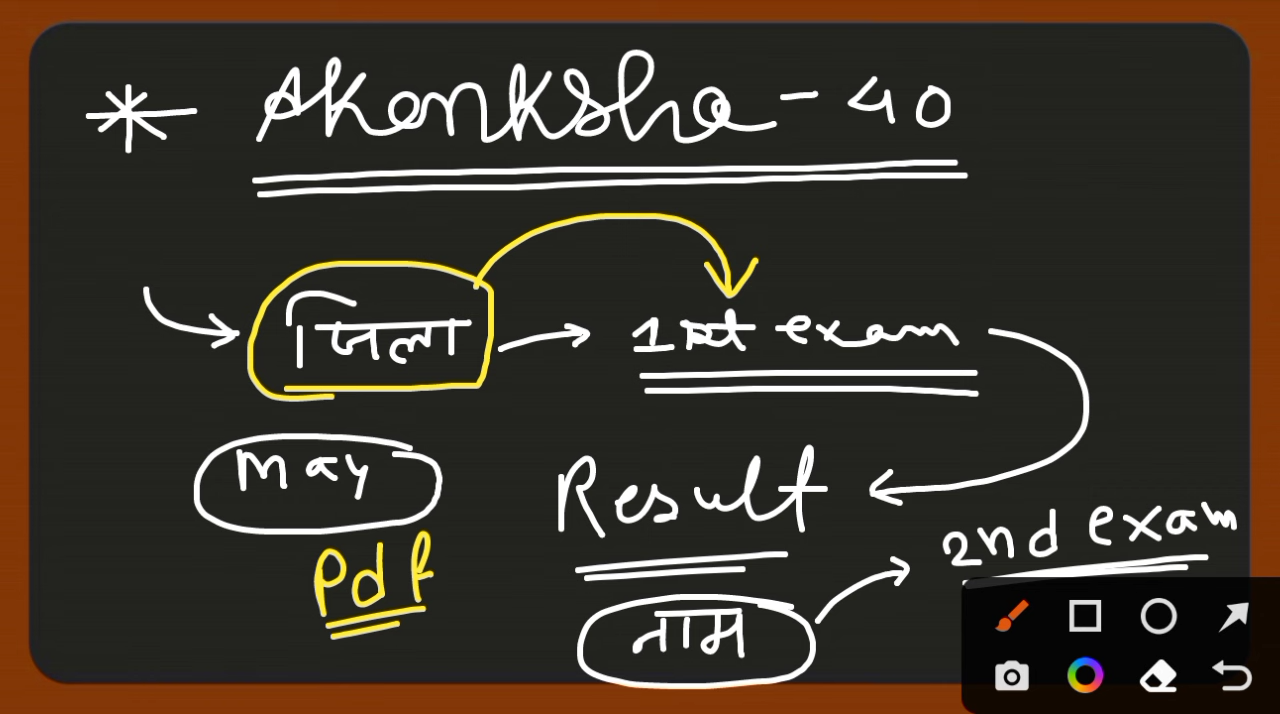 * Akanksha - 40
जिला → 1st exam
May
Result
Pdf
2nd exam
नाम